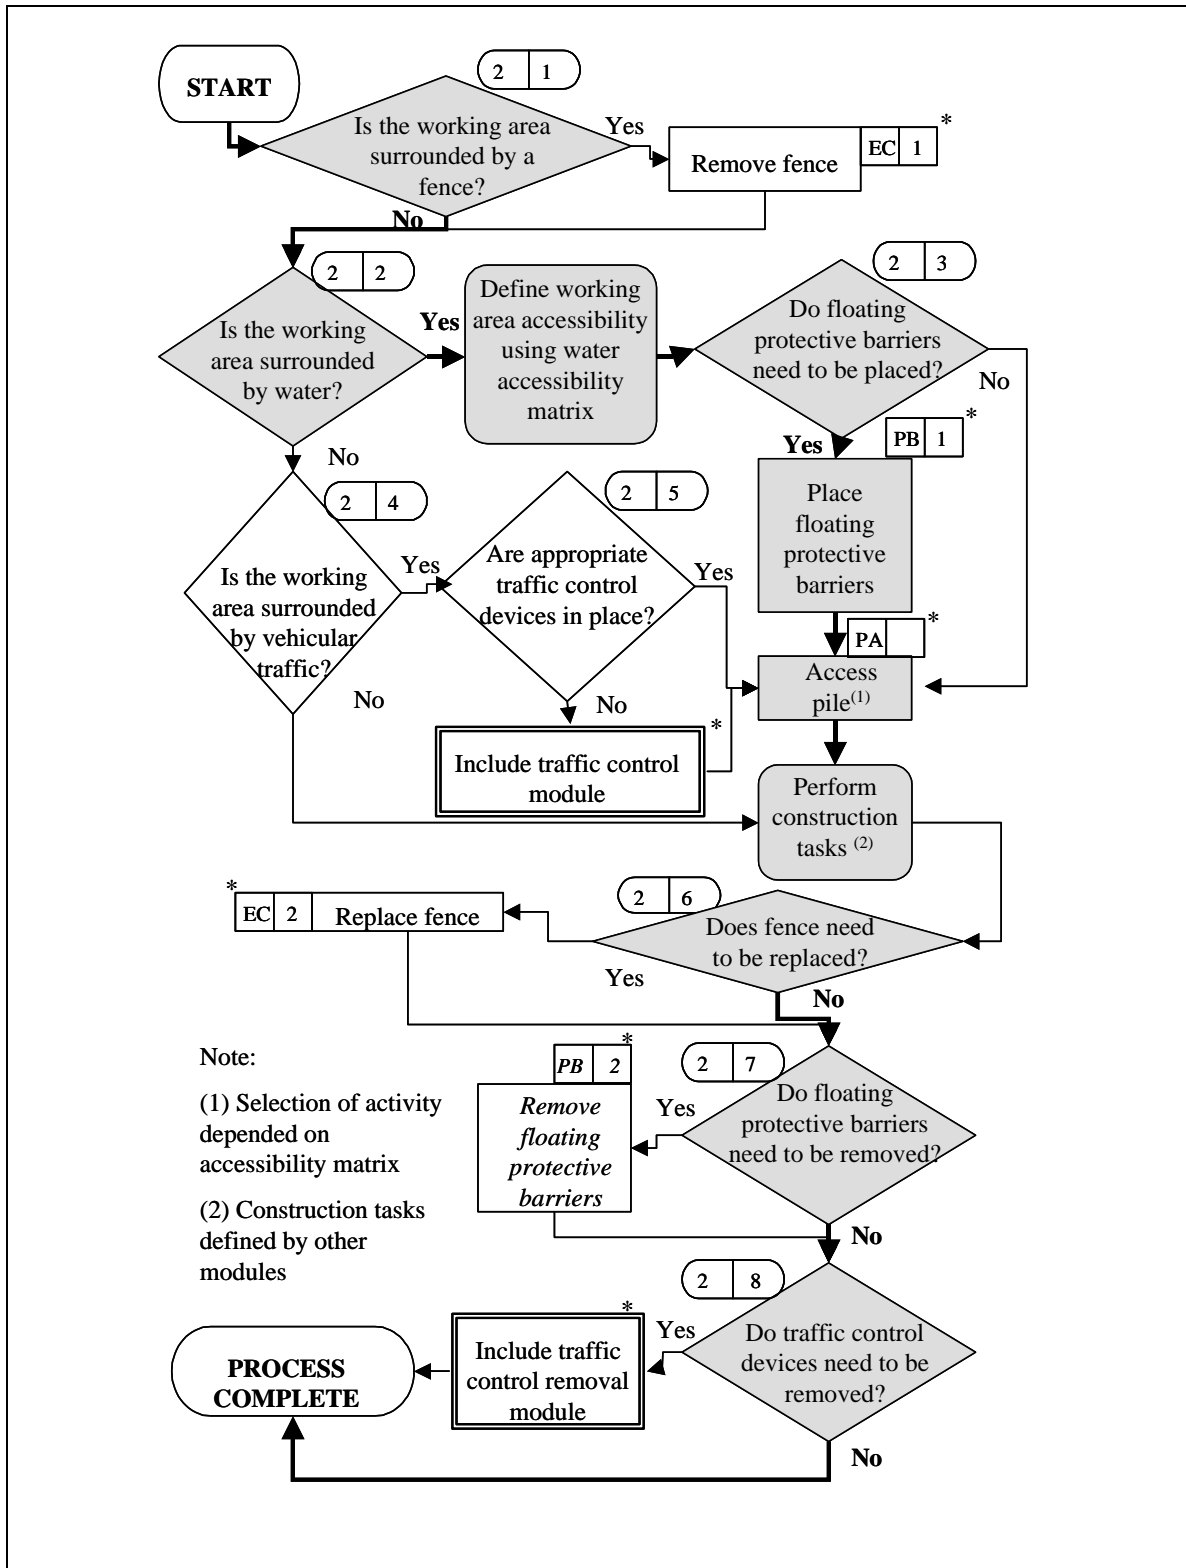 START
2 1
Is the working area
surrounded by a
fence?
Yes
Remove fence
EC 1
*
No
2 2
Is the working
area surrounded
by water?
Yes
Define working
area accessibility
using water
accessibility
matrix
2 3
Do floating
protective barriers
need to be placed?
No
Yes
PB 1
*
Place
floating
protective
barriers
No
2 4
Is the working
area surrounded
by vehicular
traffic?
Yes
2 5
Are appropriate
traffic control
devices in place?
Yes
No
No
*
Include traffic control
module
PA
*
Access
pile(1)
Perform
construction
tasks (2)
2 6
Does fence need
to be replaced?
Yes
*
EC 2 Replace fence
No
Note:
(1) Selection of activity
depended on
accessibility matrix
(2) Construction tasks
defined by other
modules
2 7
Do floating
protective barriers
need to be removed?
Yes
PB 2
*
Remove
floating
protective
barriers
No
2 8
Do traffic control
devices need to be
removed?
Yes
*
Include traffic
control removal
module
No
PROCESS
COMPLETE